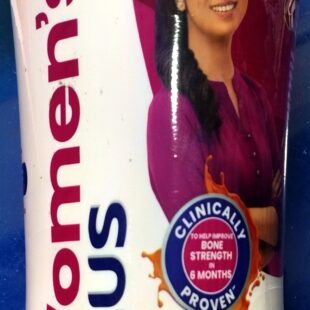 Women's
US
CLINICALLY
TO HELP IMPROVE
BONE
STRENGTH
IN
6 MONTHS
PROVEN